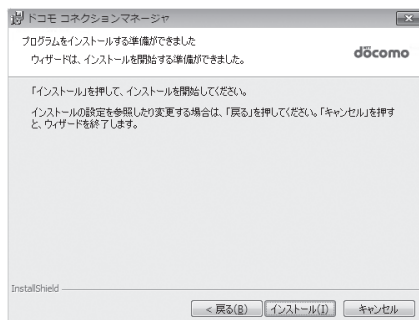 ドコモ コネクションマネージャ
プログラムをインストールする準備ができました
ウィザードは、インストールを開始する準備ができました。
döcomo
「インストール」を押して、インストールを開始してください。
インストールの設定を参照したり変更する場合は、「戻る」を押してください。「キャンセル」を押す
と、ウィザードを終了します。
InstallShield
< 戻る(B)
インストール(I)
キャンセル